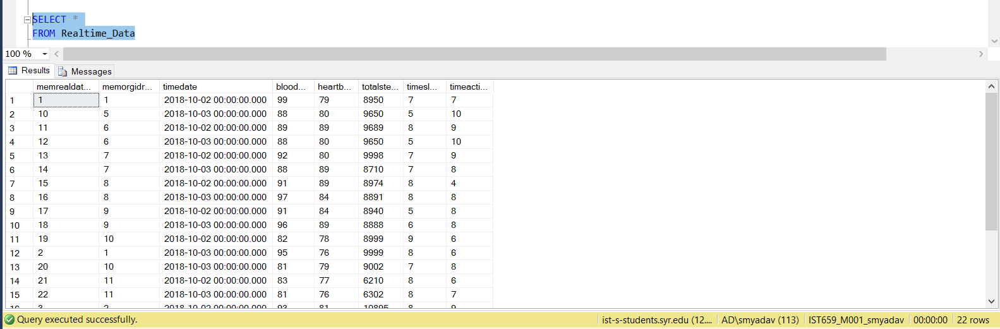 SELECT *
FROM Realtime_Data
100 %
Results Messages
memrealdat... memorgidr... timedate blood... heartb... totalste... timesl... timeacti...
1 1 1 2018-10-02 00:00:00.000 99 79 8950 7 7
2 10 5 2018-10-03 00:00:00.000 88 80 9650 5 10
3 11 6 2018-10-02 00:00:00.000 89 89 9689 8 9
4 12 6 2018-10-03 00:00:00.000 88 80 9650 5 10
5 13 7 2018-10-02 00:00:00.000 92 80 9998 7 9
6 14 7 2018-10-03 00:00:00.000 88 89 8710 7 8
7 15 8 2018-10-02 00:00:00.000 91 89 8974 8 4
8 16 8 2018-10-03 00:00:00.000 97 84 8891 8 8
9 17 9 2018-10-02 00:00:00.000 91 84 8940 5 8
10 18 9 2018-10-03 00:00:00.000 96 89 8888 6 8
11 19 10 2018-10-02 00:00:00.000 82 78 8999 9 6
12 2 1 2018-10-03 00:00:00.000 95 76 9999 8 6
13 20 10 2018-10-03 00:00:00.000 81 79 9002 7 8
14 21 11 2018-10-02 00:00:00.000 83 77 6210 8 6
15 22 11 2018-10-03 00:00:00.000 81 76 6302 8 7
16 3 2 2018-10-02 00:00:00.000 93 81 10895 8 9
Query executed successfully. ist-s-students.syr.edu (12.... AD\smyadav (113) IST659_M001_smyadav 00:00:00 22 rows